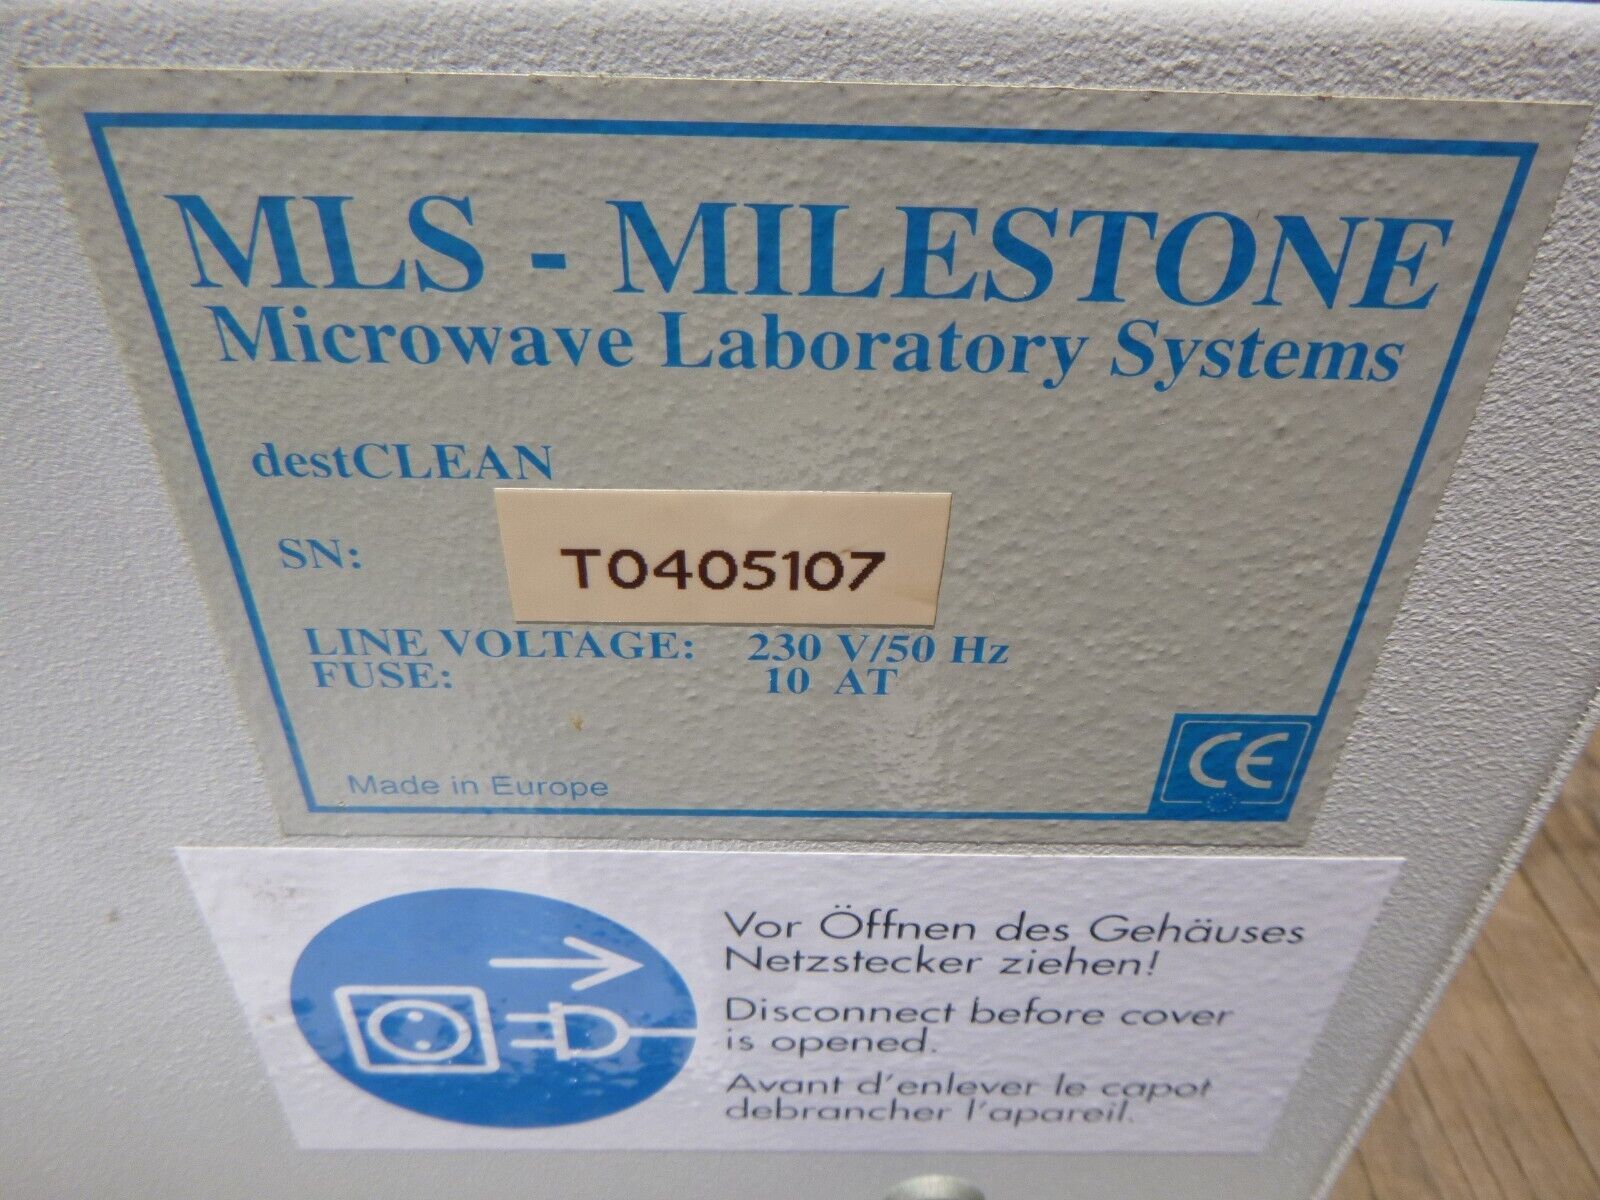 MLS - MILESTONE
Microwave Laboratory Systems
destCLEAN
SN: T0405107
LINE VOLTAGE: 230 V/50 Hz
FUSE: 10 AT
Made in Europe
CE
Vor Öffnen des Gehäuses
Netzstecker ziehen!
Disconnect before cover
is opened.
Avant d'enlever le capot
debrancher l'apareil.